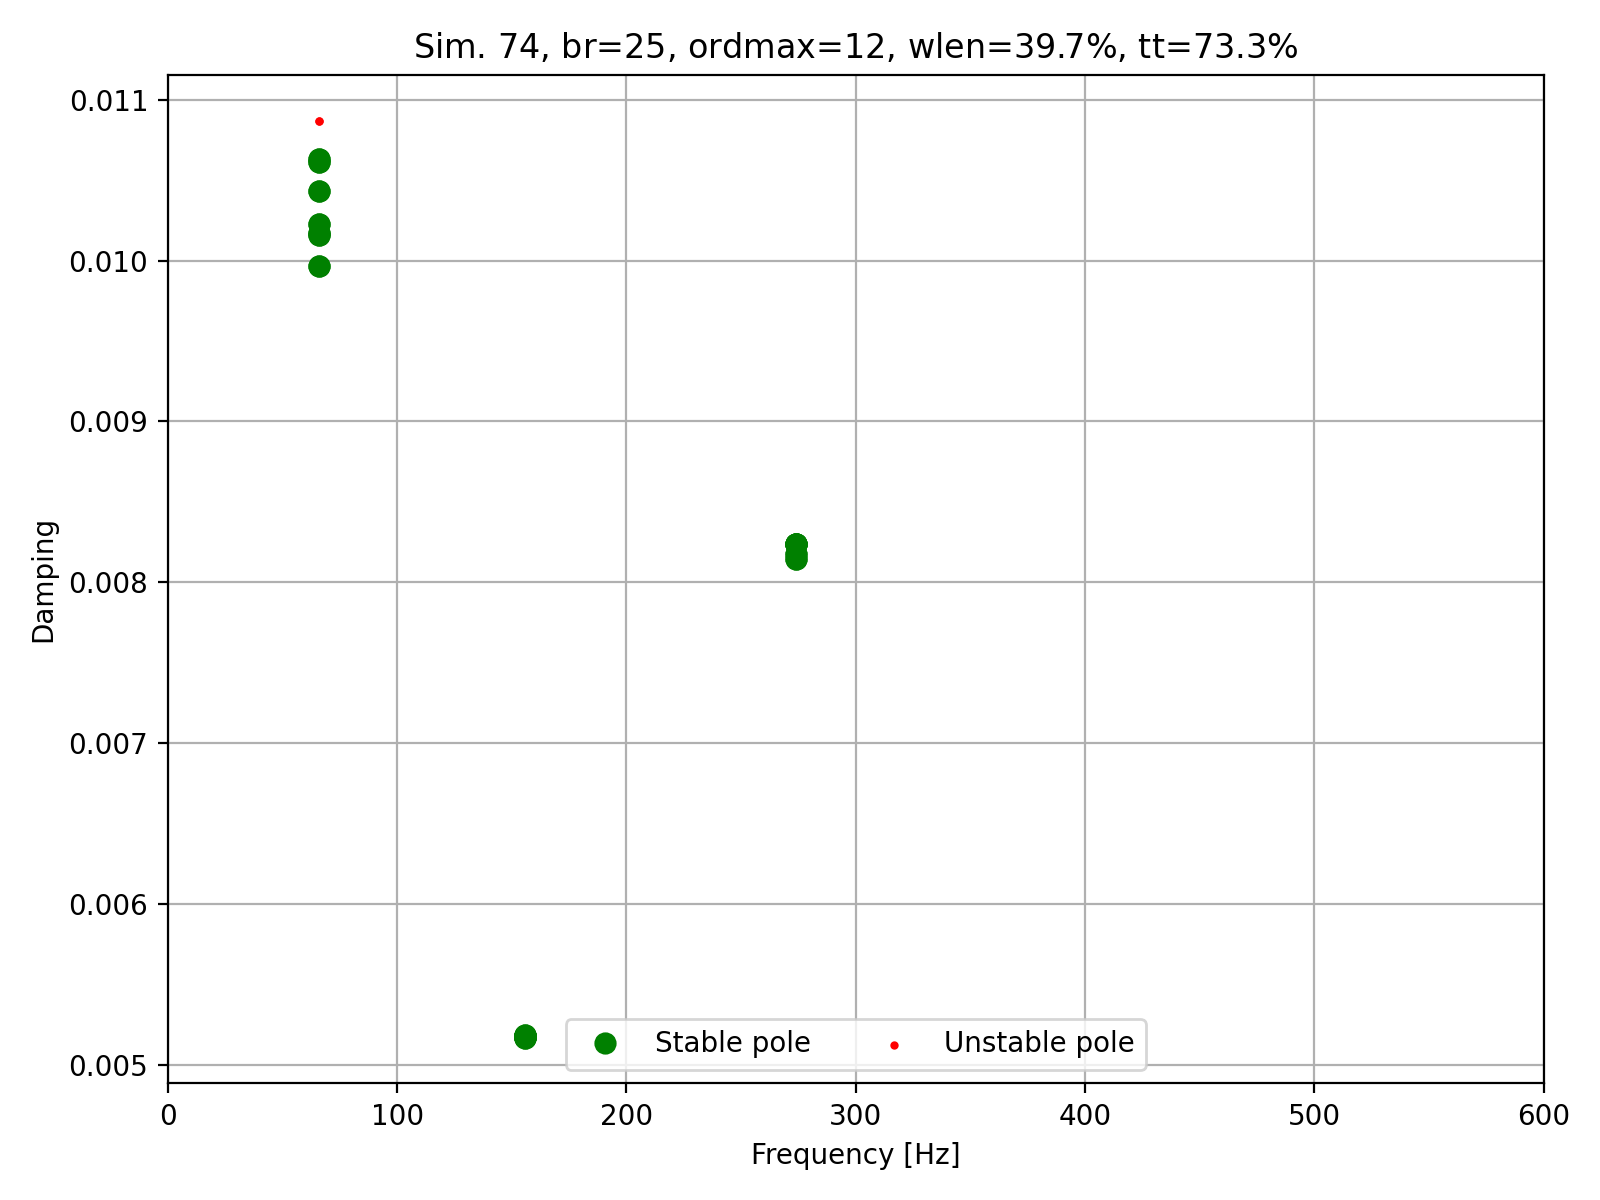 Sim. 74, br=25, ordmax=12, wlen=39.7%, tt=73.3%
0.011
0.010
0.009
0.008
0.007
0.006
0.005
Damping
Stable pole
Unstable pole
0 100 200 300 400 500 600
Frequency [Hz]